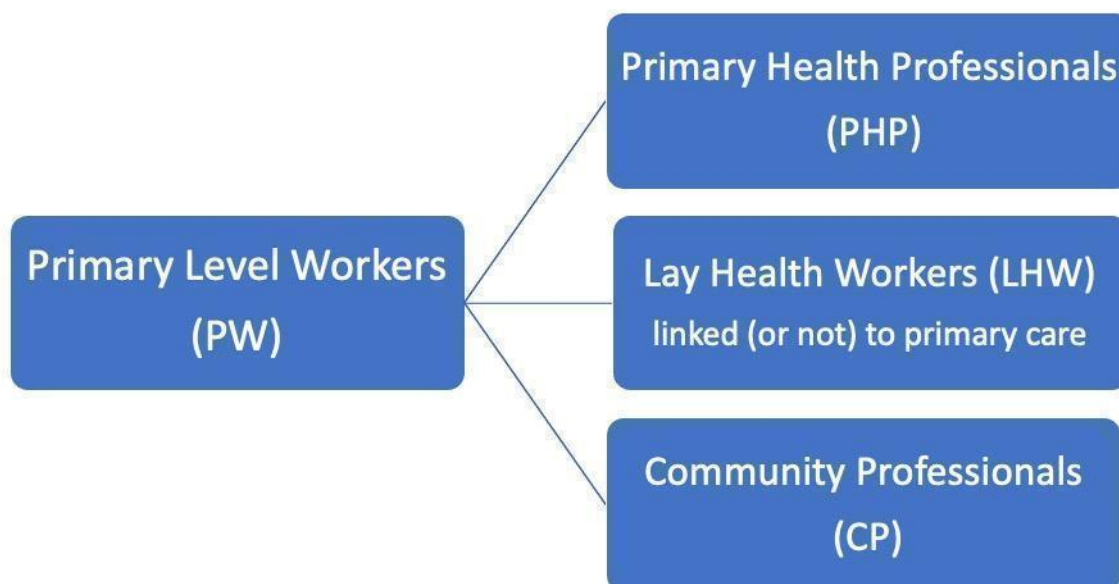 Primary Level Workers
(PW)
Primary Health Professionals
(PHP)
Lay Health Workers (LHW)
linked (or not) to primary care
Community Professionals
(CP)